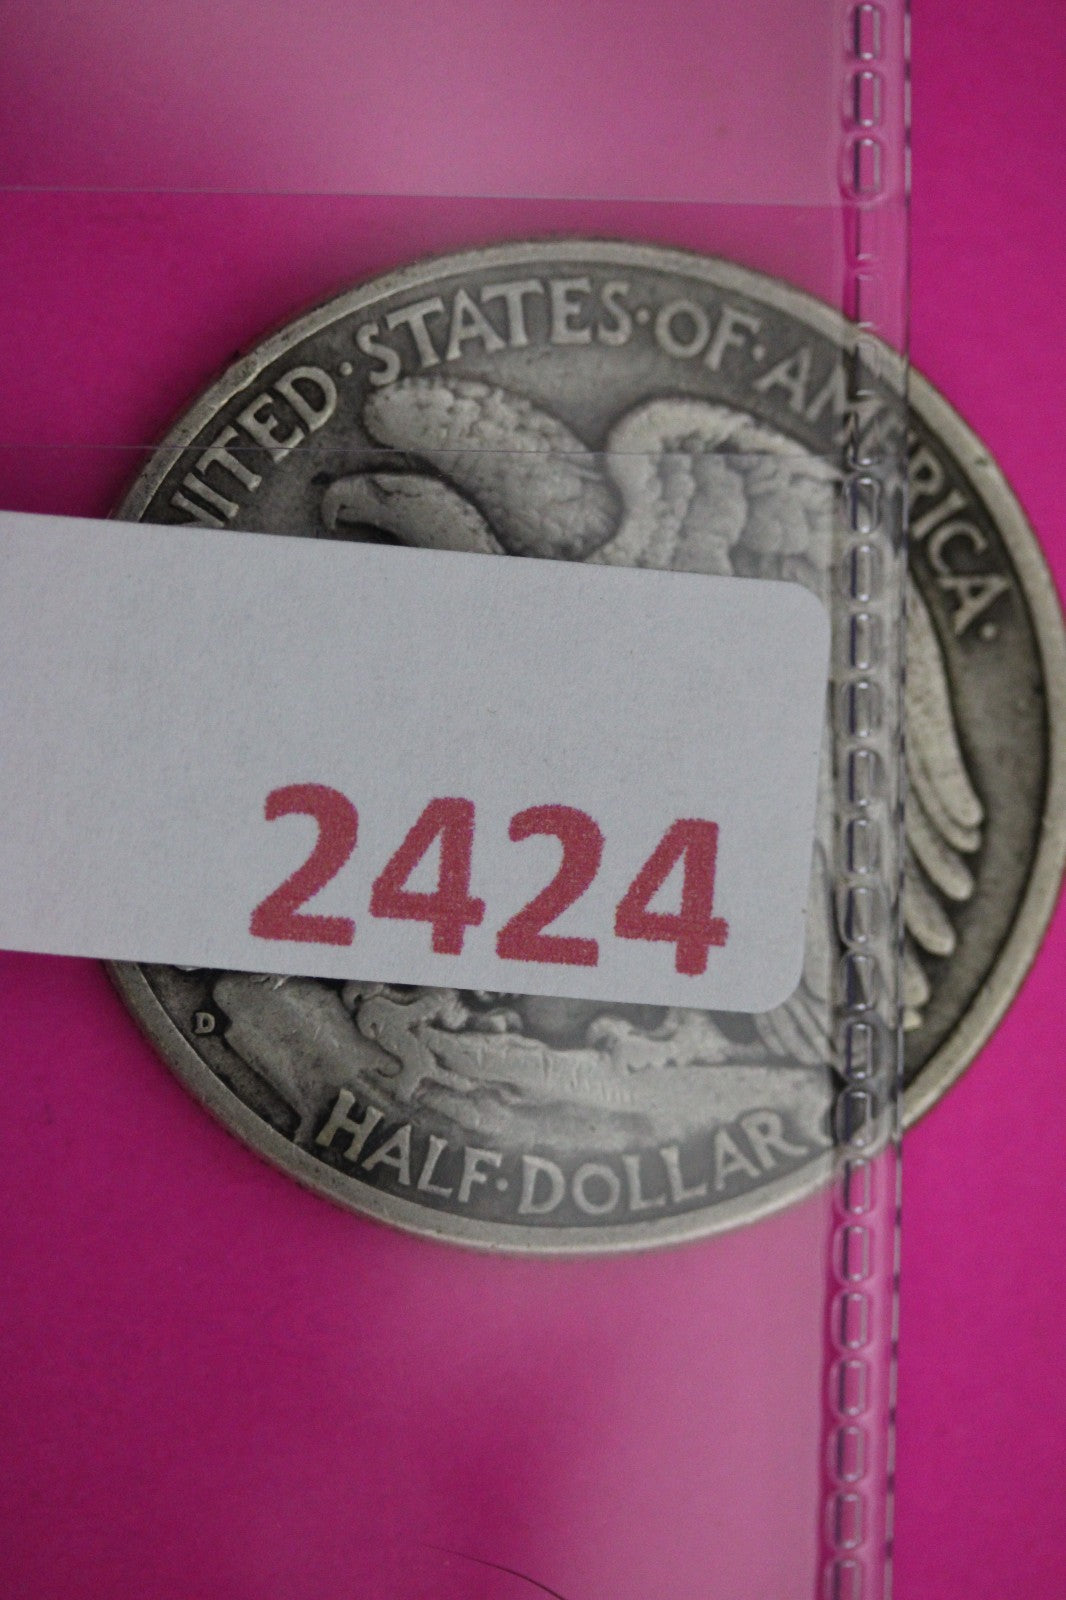 UNITED·STATES·OF·AMERICA·
2424
D
HALF·DOLLAR